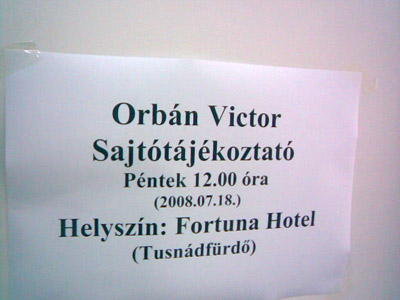 Orbán Victor
Sajtótájékoztató
Péntek 12.00 óra
(2008.07.18.)
Helyszín: Fortuna Hotel
(Tusnádfürdő)